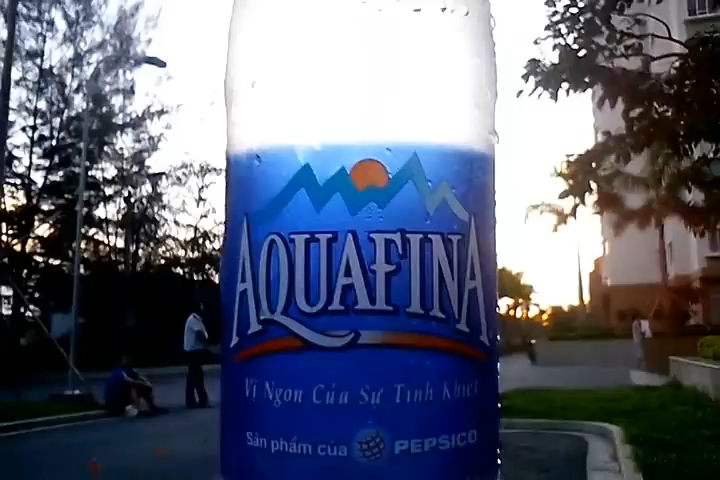 AQUAFINA
Vị Ngon Của Sự Tinh Khiết
Sản phẩm của PEPSICO